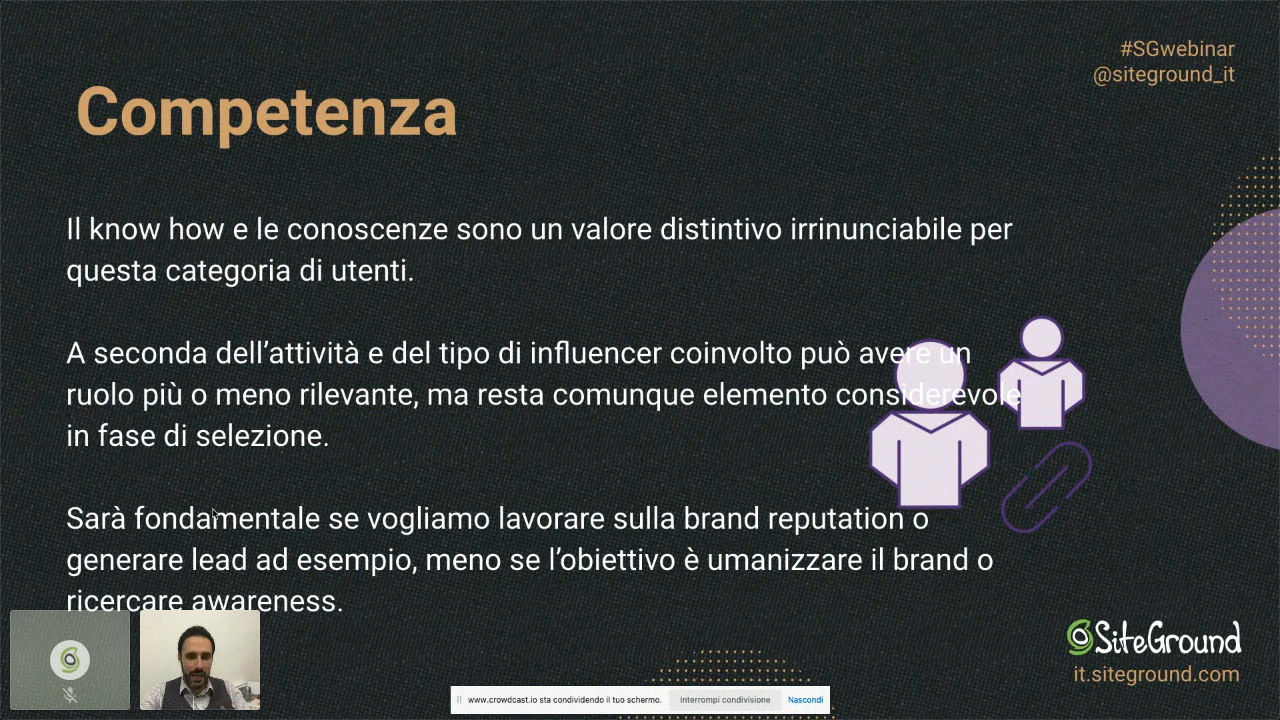 #SGwebinar
@siteground_it
Competenza
Il know how e le conoscenze sono un valore distintivo irrinunciabile per
questa categoria di utenti.
A seconda dell’attività e del tipo di influencer coinvolto può avere un
ruolo più o meno rilevante, ma resta comunque elemento considerevole
in fase di selezione.
Sarà fondamentale se vogliamo lavorare sulla brand reputation o
generare lead ad esempio, meno se l’obiettivo è umanizzare il brand o
ricercare awareness.
SiteGround
it.siteground.com
www.crowdcast.io sta condividendo il tuo schermo. Interrompi condivisione Nascondi